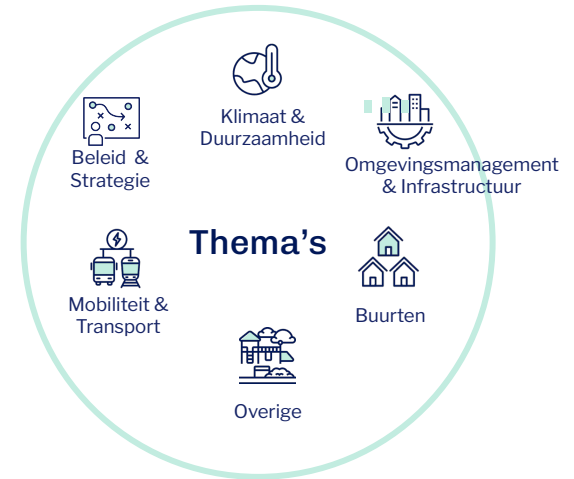 Klimaat &
Duurzaamheid
Beleid &
Strategie
Omgevingsmanagement
& Infrastructuur
Thema's
Mobiliteit &
Transport
Buurten
Overige